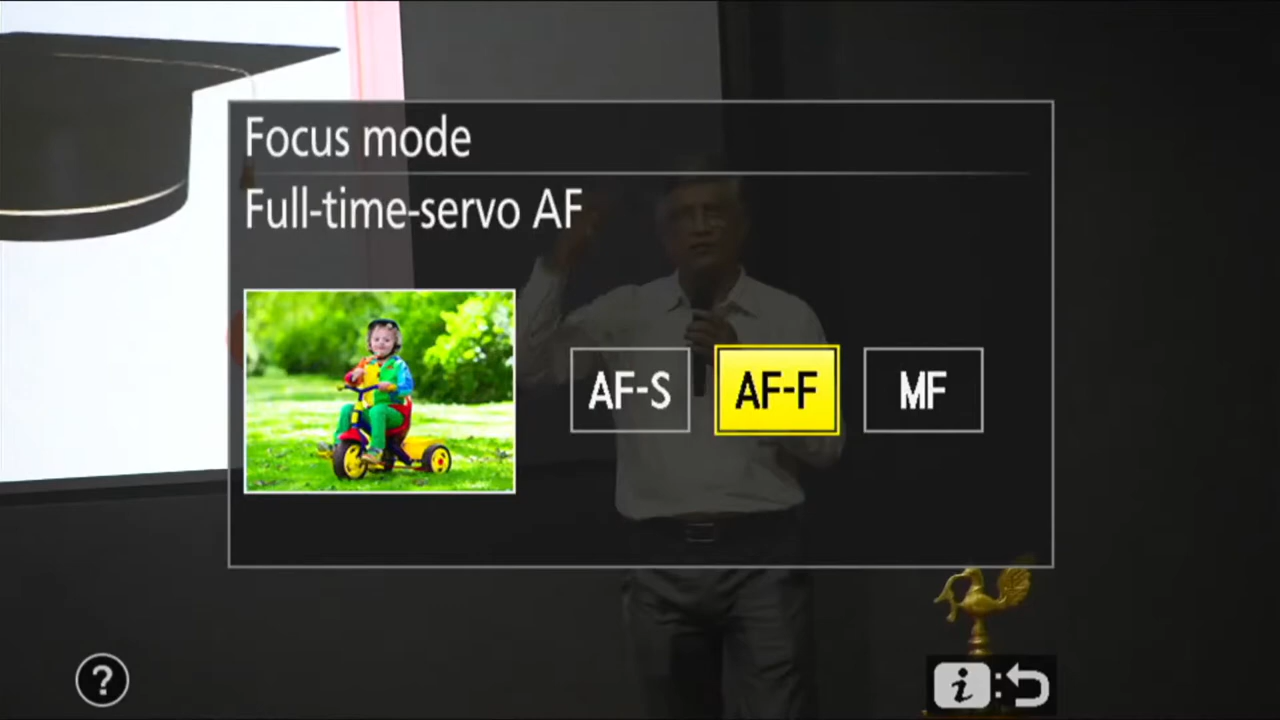 Focus mode
Full-time-servo AF
AF-S AF-F MF
? i: